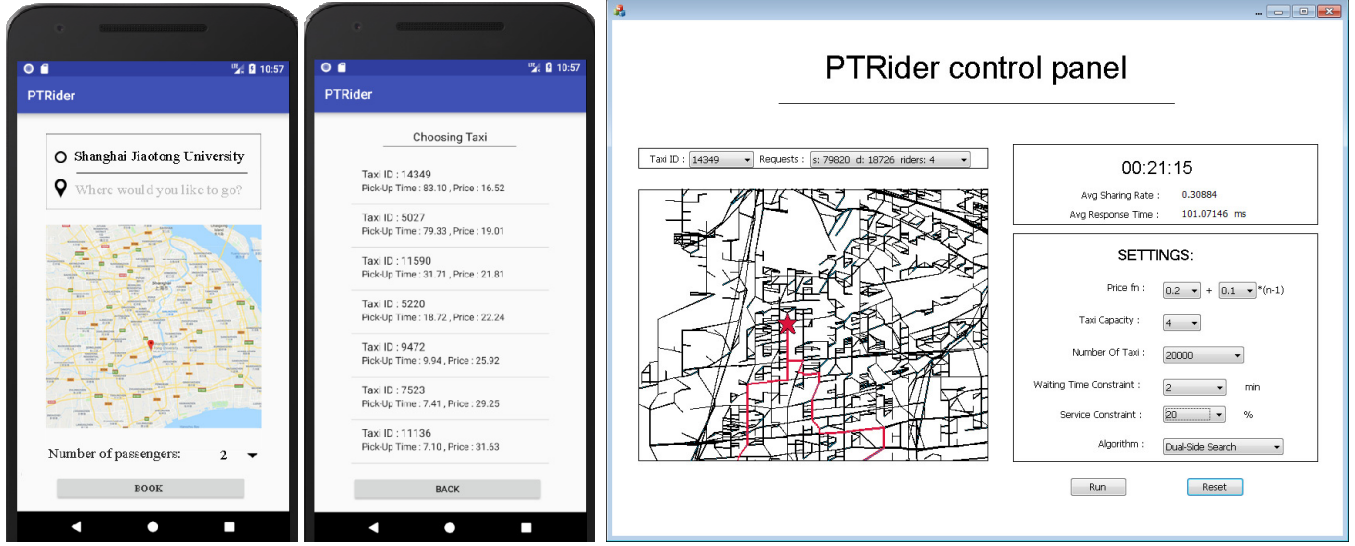 10:57
PTRider
Shanghai Jiaotong University
Where would you like to go?
Shanghai
上海市
Number of passengers: 2
BOOK
10:57
PTRider
Choosing Taxi
Taxi ID : 14349
Pick-Up Time : 83.10 , Price : 16.52
Taxi ID : 5027
Pick-Up Time : 79.33 , Price : 19.01
Taxi ID : 11590
Pick-Up Time : 31.71 , Price : 21.81
Taxi ID : 5220
Pick-Up Time : 18.72 , Price : 22.24
Taxi ID : 9472
Pick-Up Time : 9.94 , Price : 25.92
Taxi ID : 7523
Pick-Up Time : 7.41 , Price : 29.25
Taxi ID : 11136
Pick-Up Time : 7.10 , Price : 31.53
BACK
...
PTRider control panel
Taxi ID : 14349 Requests : s: 79820 d: 18726 riders: 4
00:21:15
Avg Sharing Rate : 0.30884
Avg Response Time : 101.07146 ms
SETTINGS:
Price fn : 0.2 + 0.1 *(n-1)
Taxi Capacity : 4
Number Of Taxi : 20000
Waiting Time Constraint : 2 min
Service Constraint : 20 %
Algorithm : Dual-Side Search
Run Reset